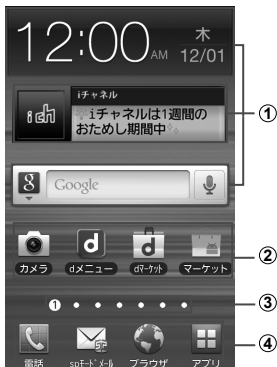 12:00 AM
木
12/01
iチャネル
ich
iチャネルは1週間の
おためし期間中
①
8 Google
カメラ
dメニュー
dマーケット
マーケット
②
1
③
電話
spモードメール
ブラウザ
アプリ
④